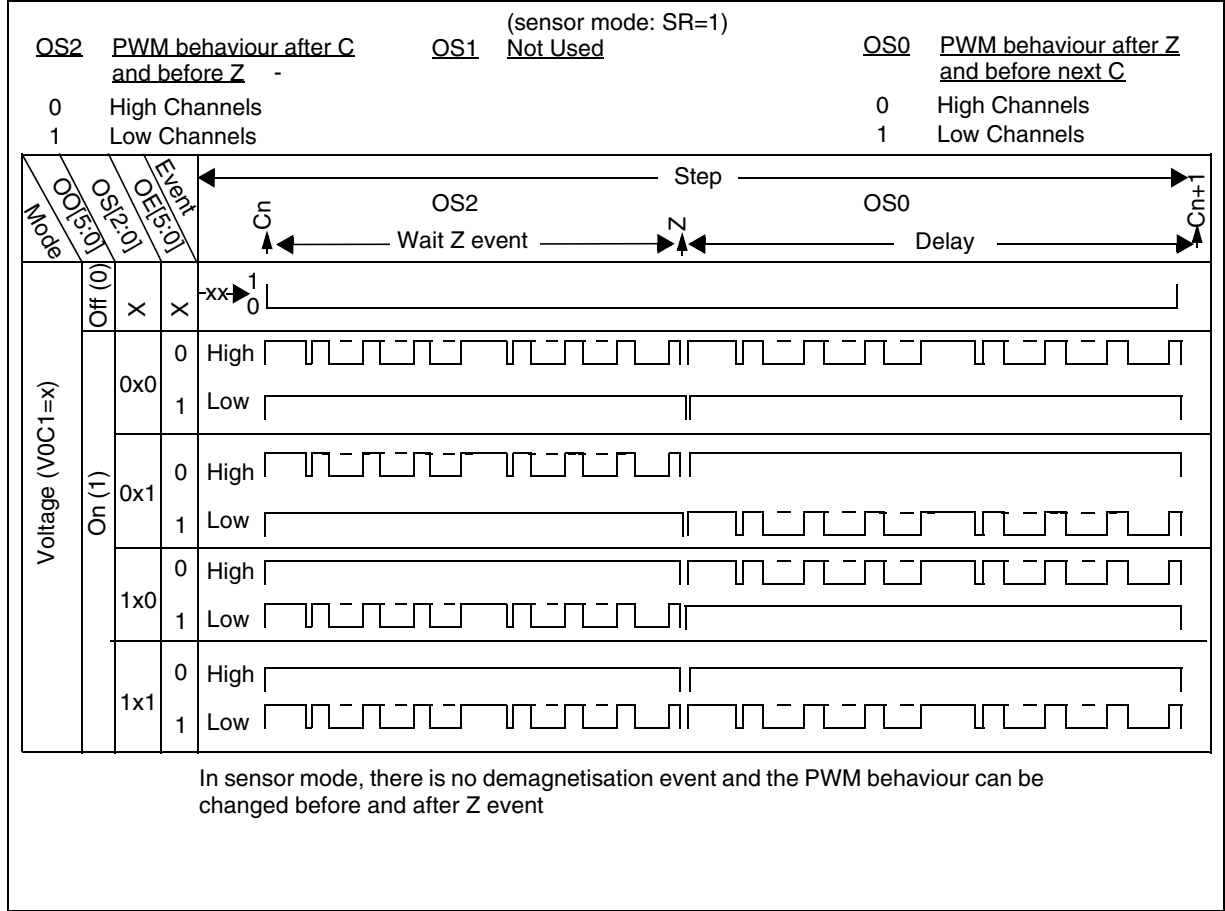 (sensor mode: SR=1)
OS2 PWM behaviour after C and before Z -
0 High Channels
1 Low Channels
OS1 Not Used
OS0 PWM behaviour after Z and before next C
0 High Channels
1 Low Channels
Mode
OO[5:0]
OS[2:0]
OE[5:0]
Event
Step
Cn
OS2
Wait Z event
Z
OS0
Delay
Cn+1
Voltage (V0C1=x)
Off (0)
X
X
xx
1
0
On (1)
0x0
0 High
1 Low
0x1
0 High
1 Low
1x0
0 High
1 Low
1x1
0 High
1 Low
In sensor mode, there is no demagnetisation event and the PWM behaviour can be
changed before and after Z event